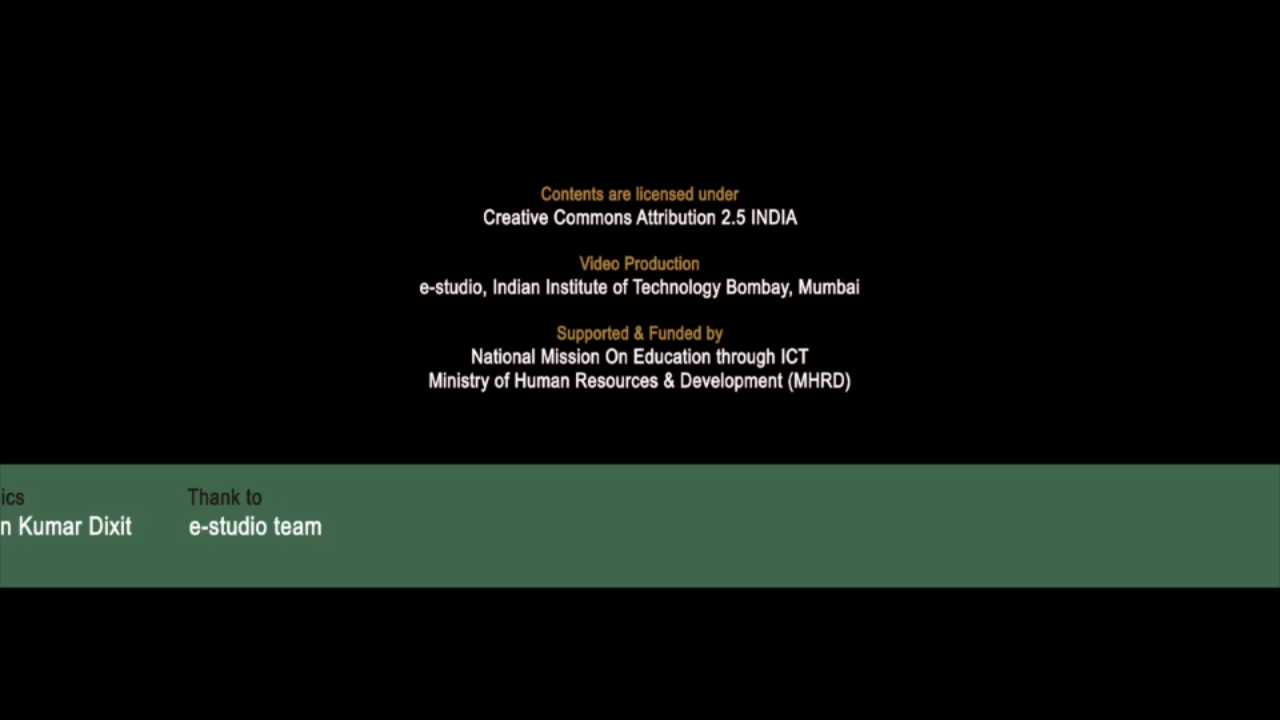 Contents are licensed under
Creative Commons Attribution 2.5 INDIA
Video Production
e-studio, Indian Institute of Technology Bombay, Mumbai
Supported & Funded by
National Mission On Education through ICT
Ministry of Human Resources & Development (MHRD)
ics Thank to
n Kumar Dixit e-studio team